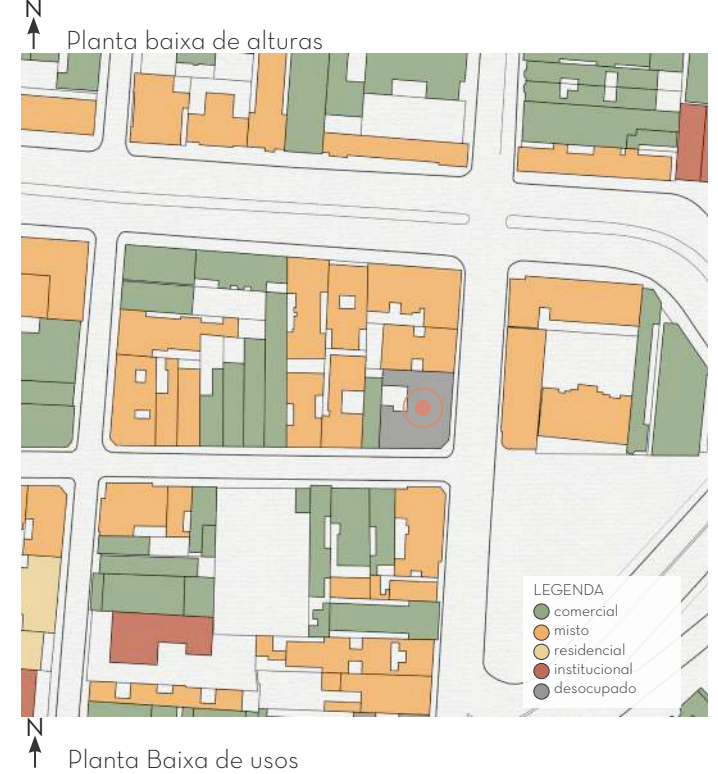 N
Planta baixa de alturas
LEGENDA
comercial
misto
residencial
institucional
desocupado
N
Planta Baixa de usos